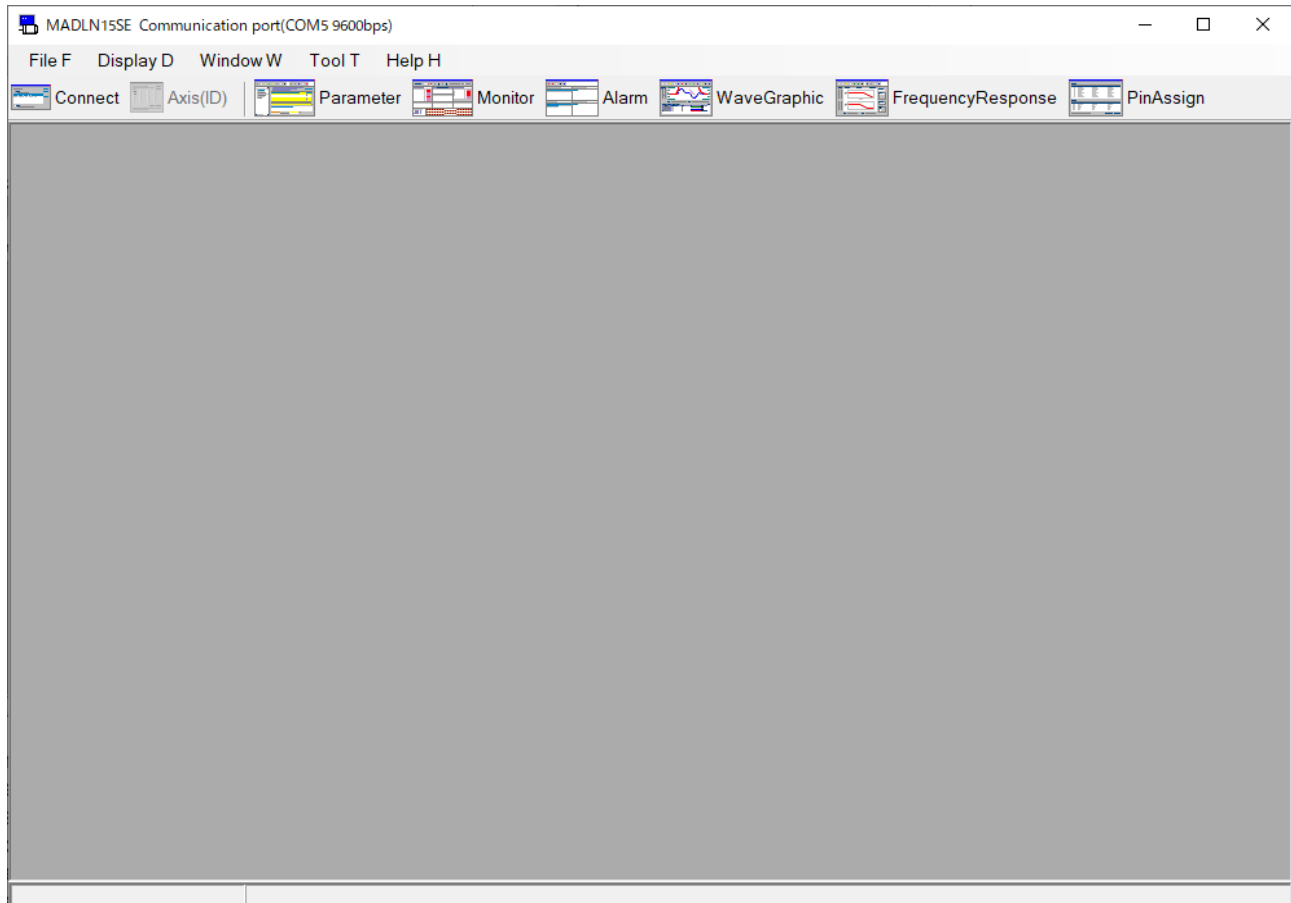 MADLN15SE Communication port(COM5 9600bps)
File F Display D Window W Tool T Help H
Connect Axis(ID) Parameter Monitor Alarm WaveGraphic FrequencyResponse PinAssign